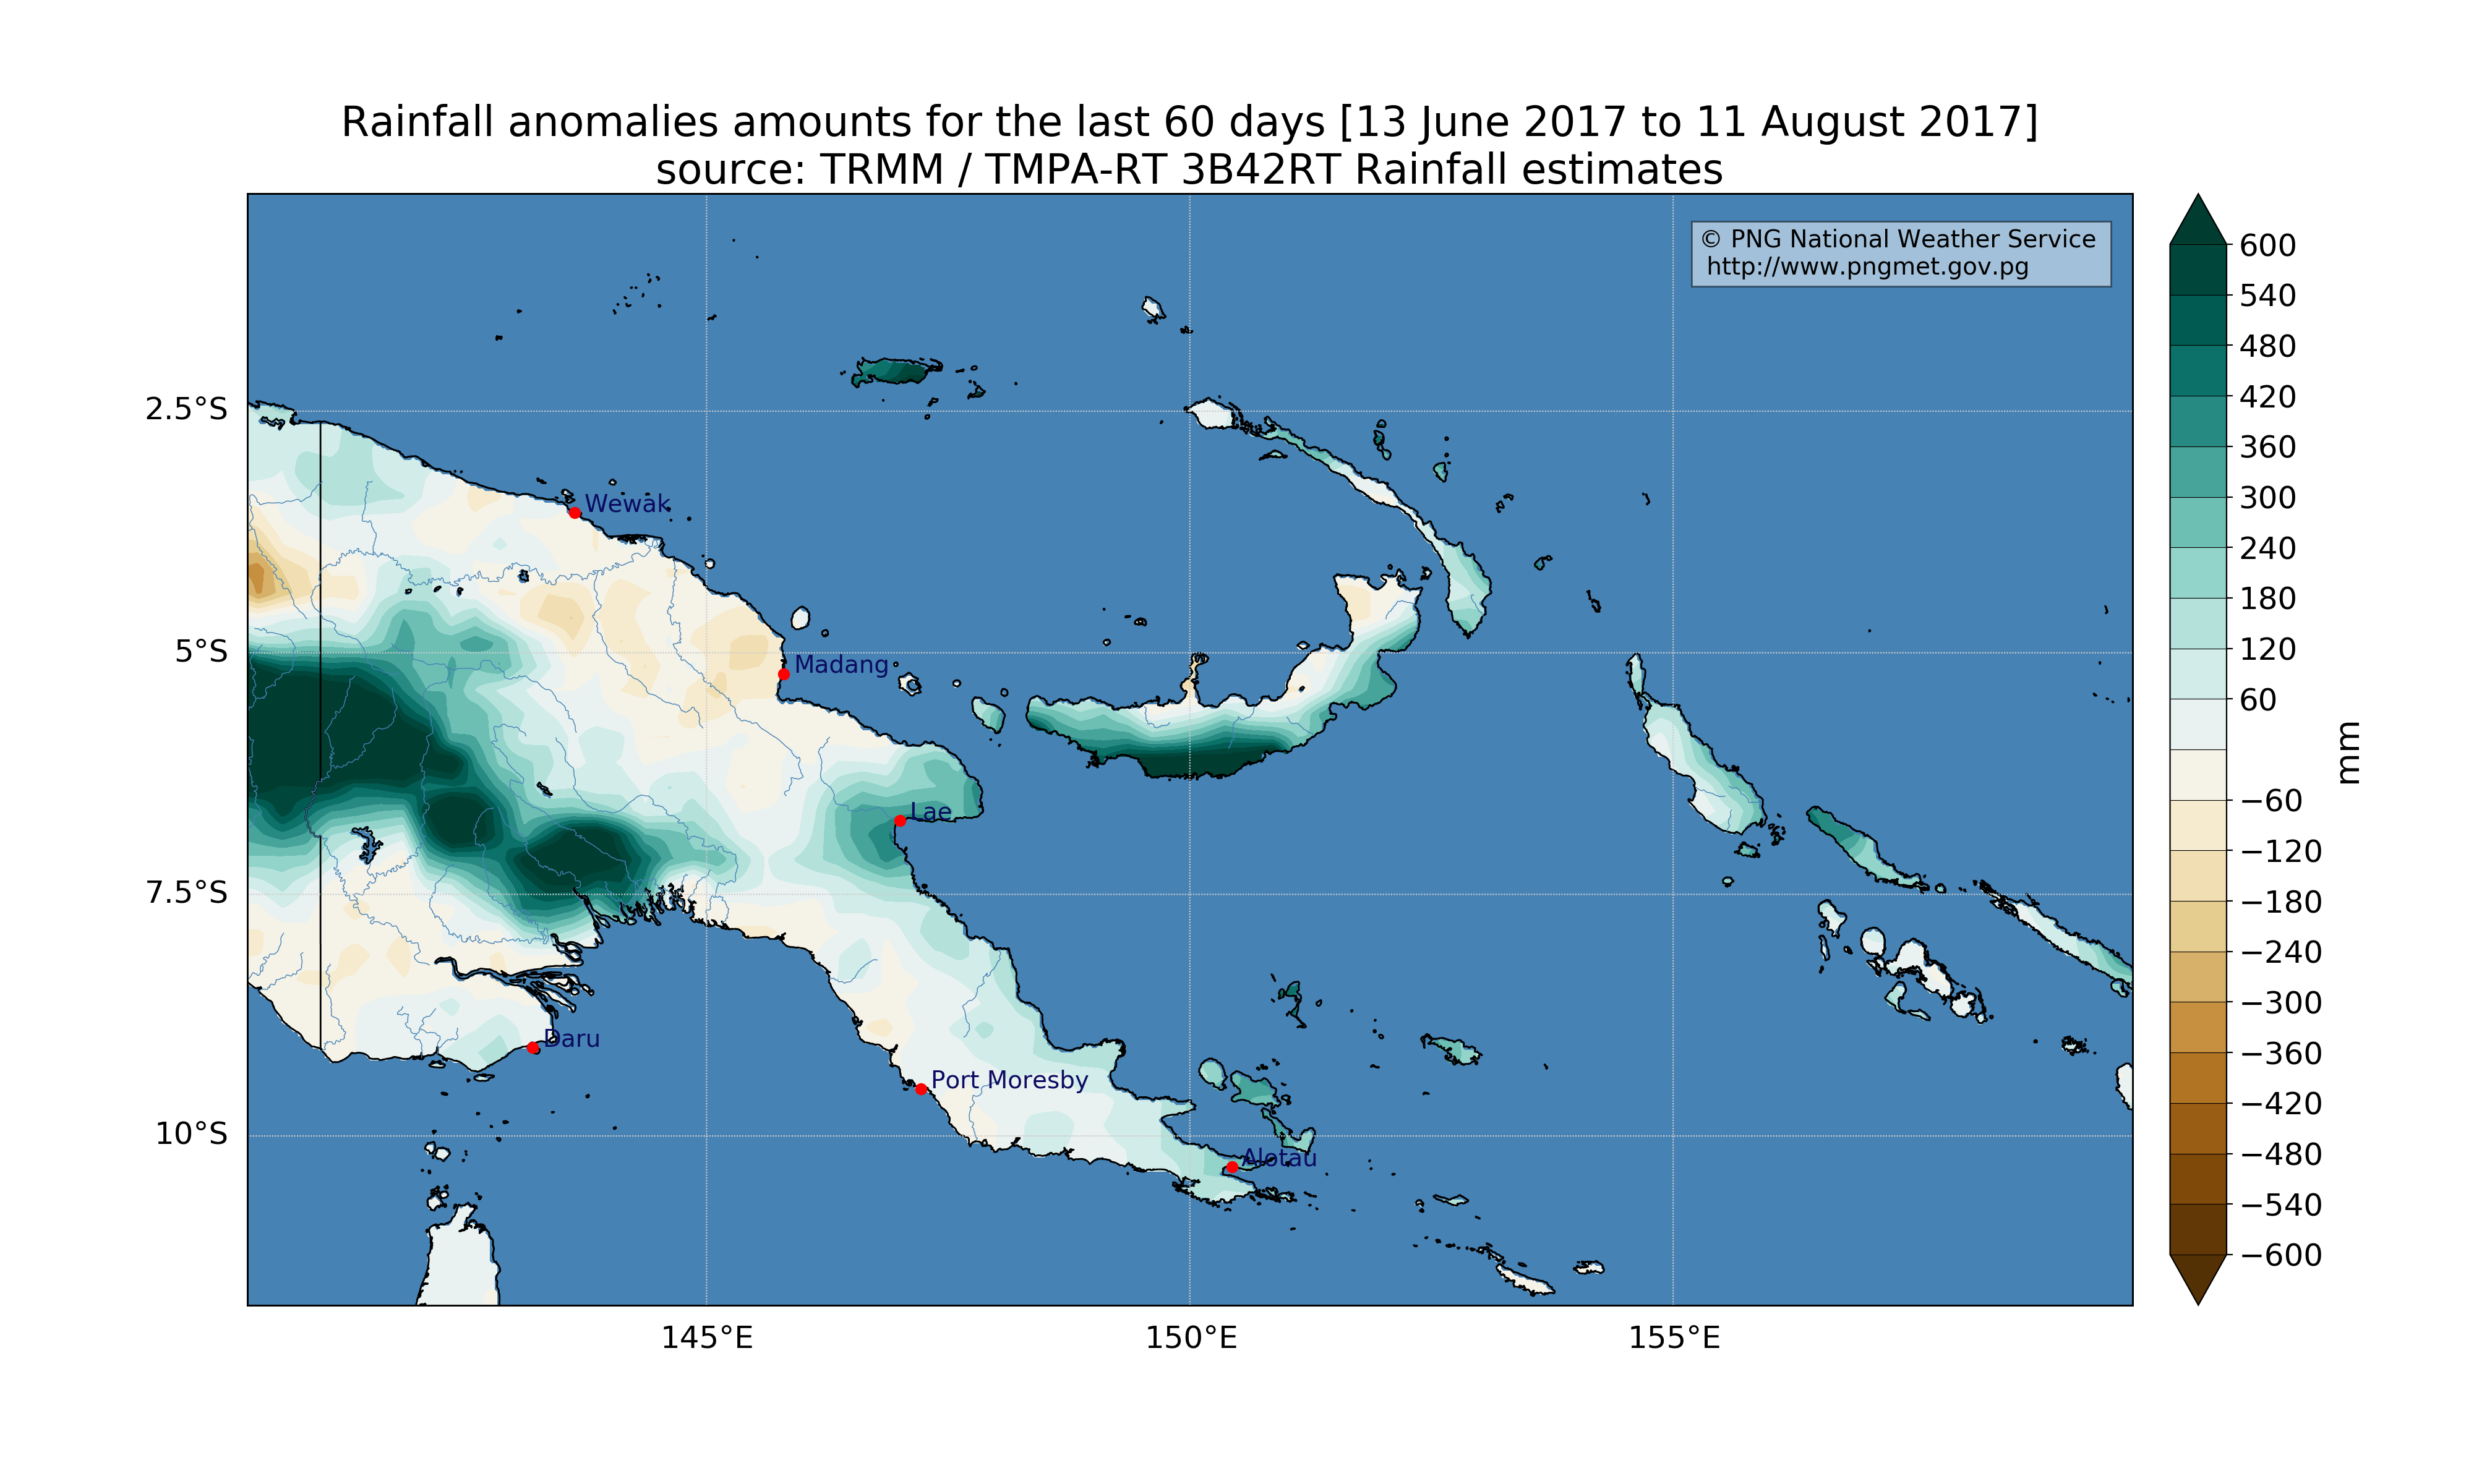 Rainfall anomalies amounts for the last 60 days [13 June 2017 to 11 August 2017]
source: TRMM / TMPA-RT 3B42RT Rainfall estimates
© PNG National Weather Service
http://www.pngmet.gov.pg
2.5°S
5°S
7.5°S
10°S
Wewak
Madang
Lae
Daru
Port Moresby
Alotau
145°E
150°E
155°E
600
540
480
420
360
300
240
180
120
60
−60
−120
−180
−240
−300
−360
−420
−480
−540
−600
mm